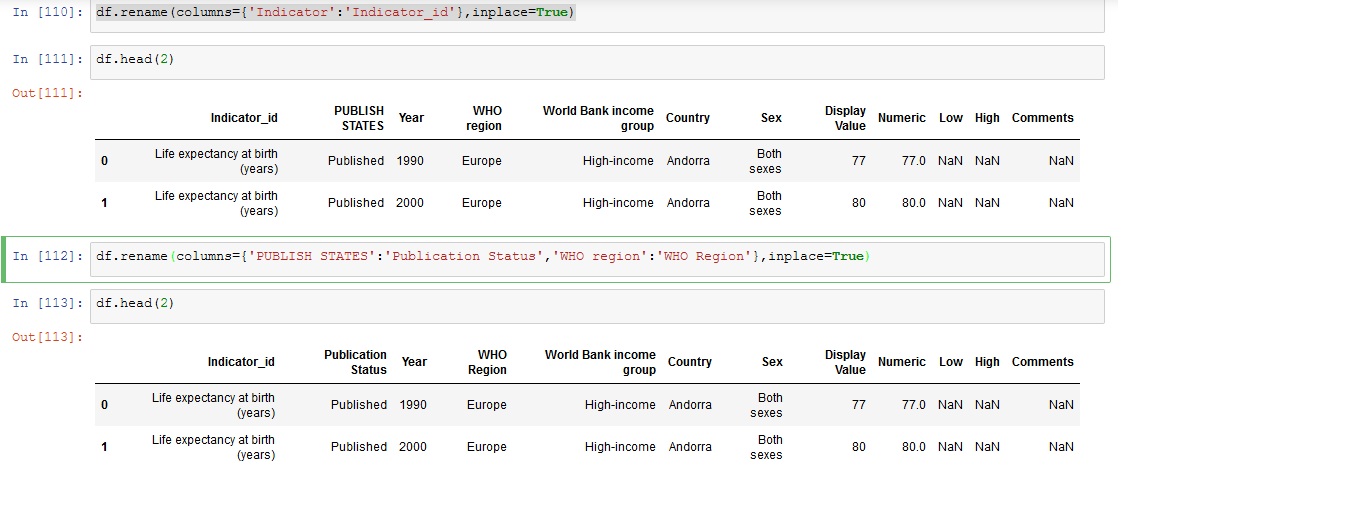 In [110]: df.rename(columns={'Indicator':'Indicator_id'},inplace=True)
In [111]: df.head(2)
Out[111]:
Indicator_id PUBLISH STATES Year WHO region World Bank income group Country Sex Display Value Numeric Low High Comments
0 Life expectancy at birth (years) Published 1990 Europe High-income Andorra Both sexes 77 77.0 NaN NaN NaN
1 Life expectancy at birth (years) Published 2000 Europe High-income Andorra Both sexes 80 80.0 NaN NaN NaN
In [112]: df.rename(columns={'PUBLISH STATES':'Publication Status','WHO region':'WHO Region'},inplace=True)
In [113]: df.head(2)
Out[113]:
Indicator_id Publication Status Year WHO Region World Bank income group Country Sex Display Value Numeric Low High Comments
0 Life expectancy at birth (years) Published 1990 Europe High-income Andorra Both sexes 77 77.0 NaN NaN NaN
1 Life expectancy at birth (years) Published 2000 Europe High-income Andorra Both sexes 80 80.0 NaN NaN NaN